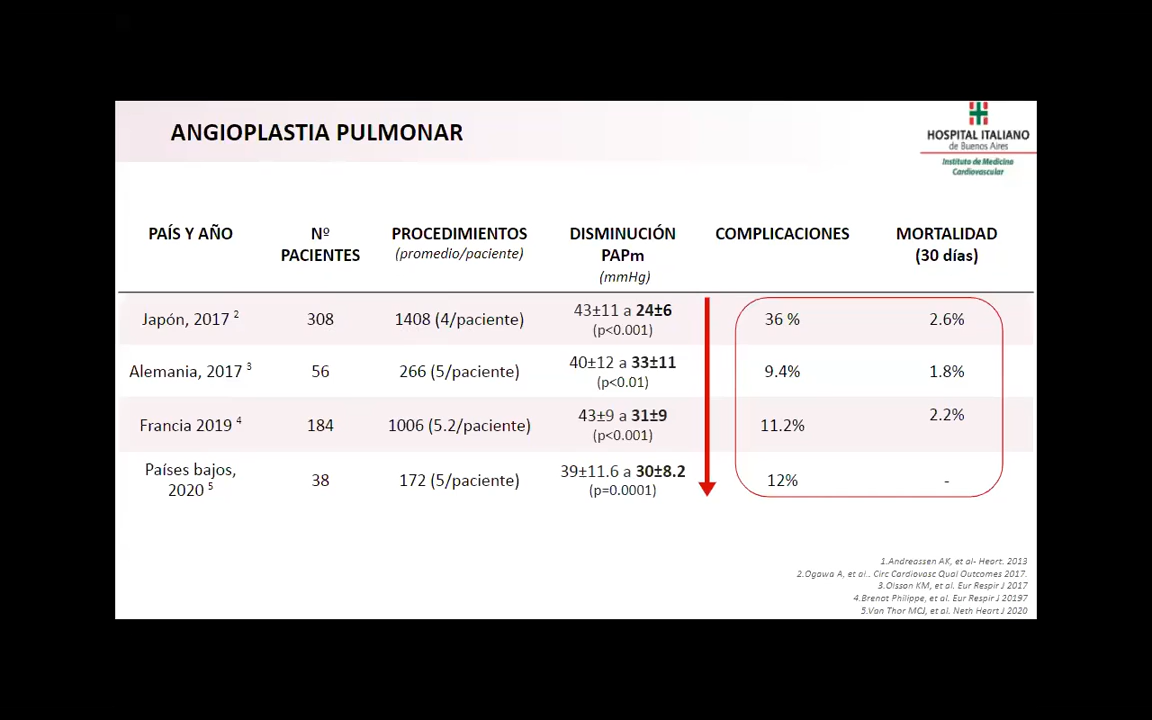 ANGIOPLASTIA PULMONAR
HOSPITAL ITALIANO
de Buenos Aires
Instituto de Medicina
Cardiovascular
PAÍS Y AÑO
Nº
PACIENTES
PROCEDIMIENTOS
(promedio/paciente)
DISMINUCIÓN
PAPm
(mmHg)
COMPLICACIONES
MORTALIDAD
(30 días)
Japón, 2017 2
308
1408 (4/paciente)
43±11 a 24±6
(p<0.001)
36 %
2.6%
Alemania, 2017 3
56
266 (5/paciente)
40±12 a 33±11
(p<0.01)
9.4%
1.8%
Francia 2019 4
184
1006 (5.2/paciente)
43±9 a 31±9
(p<0.001)
11.2%
2.2%
Países bajos,
2020 5
38
172 (5/paciente)
39±11.6 a 30±8.2
(p=0.0001)
12%
-
1.Andreassen AK, et al- Heart. 2013
2.Ogawa A, et al.. Circ Cardiovasc Qual Outcomes 2017.
3.Olsson KM, et al. Eur Respir J 2017
4.Brenot Philippe, et al. Eur Respir J 20197
5.Van Thor MCJ, et al. Neth Heart J 2020